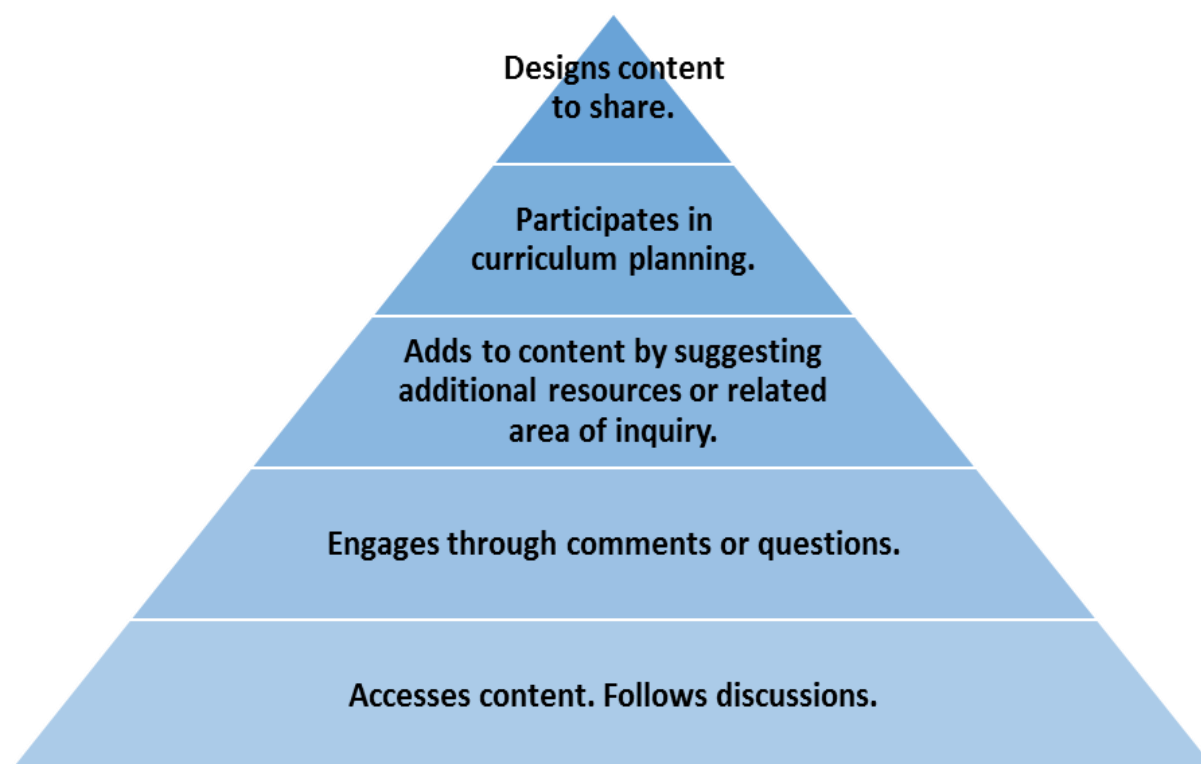 Designs content
to share.
Participates in
curriculum planning.
Adds to content by suggesting
additional resources or related
area of inquiry.
Engages through comments or questions.
Accesses content. Follows discussions.